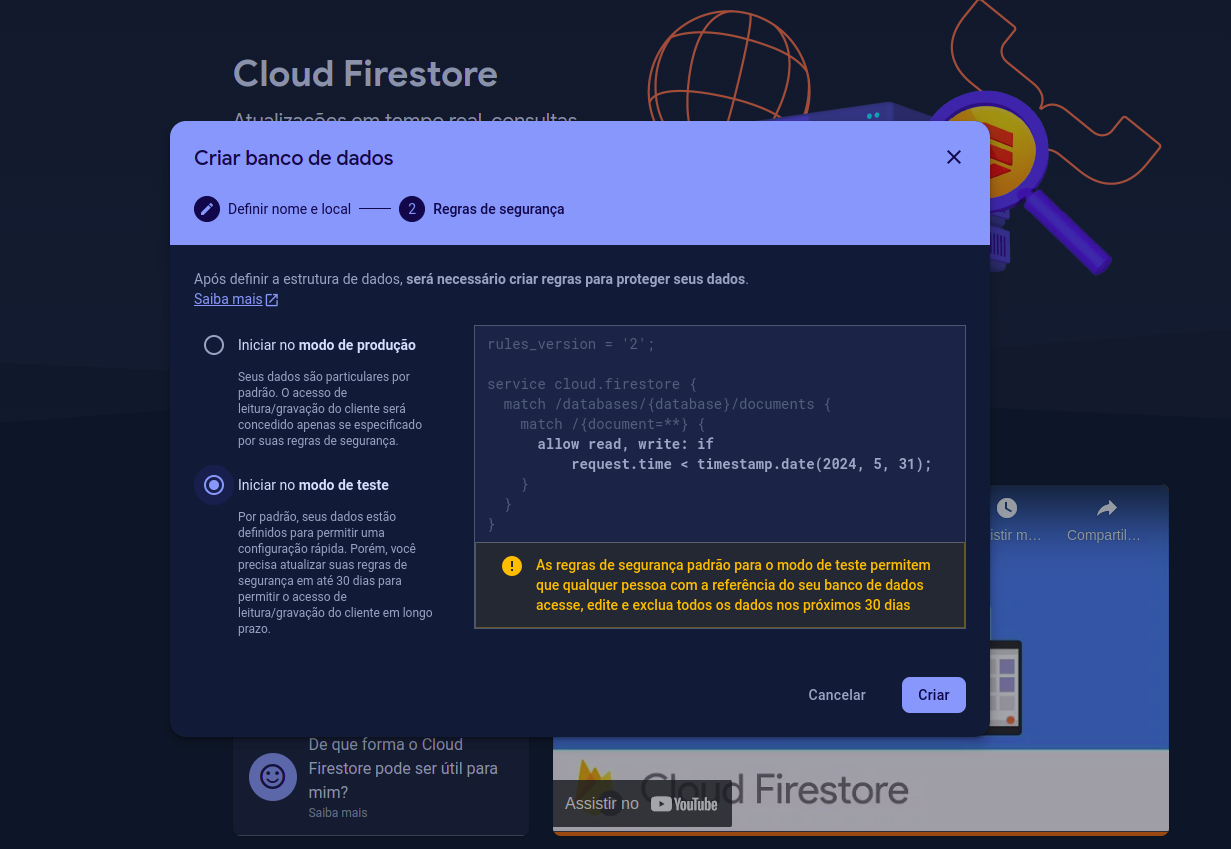 Cloud Firestore
Atualizações em tempo real, consultas
Criar banco de dados
Definir nome e local
2
Regras de segurança
Após definir a estrutura de dados, será necessário criar regras para proteger seus dados.
Saiba mais
Iniciar no modo de produção
Seus dados são particulares por
padrão. O acesso de
leitura/gravação do cliente será
concedido apenas se especificado
por suas regras de segurança.
Iniciar no modo de teste
Por padrão, seus dados estão
definidos para permitir uma
configuração rápida. Porém, você
precisa atualizar suas regras de
segurança em até 30 dias para
permitir o acesso de
leitura/gravação do cliente em longo
prazo.
rules_version = '2';
service cloud.firestore {
match /databases/{database}/documents {
match /{document=**} {
allow read, write: if
request.time < timestamp.date(2024, 5, 31);
}
}
}
As regras de segurança padrão para o modo de teste permitem
que qualquer pessoa com a referência do seu banco de dados
acesse, edite e exclua todos os dados nos próximos 30 dias
Cancelar
Criar
istir m...
Compartil...
De que forma o Cloud
Firestore pode ser útil para
mim?
Saiba mais
Cloud Firestore
Assistir no YouTube